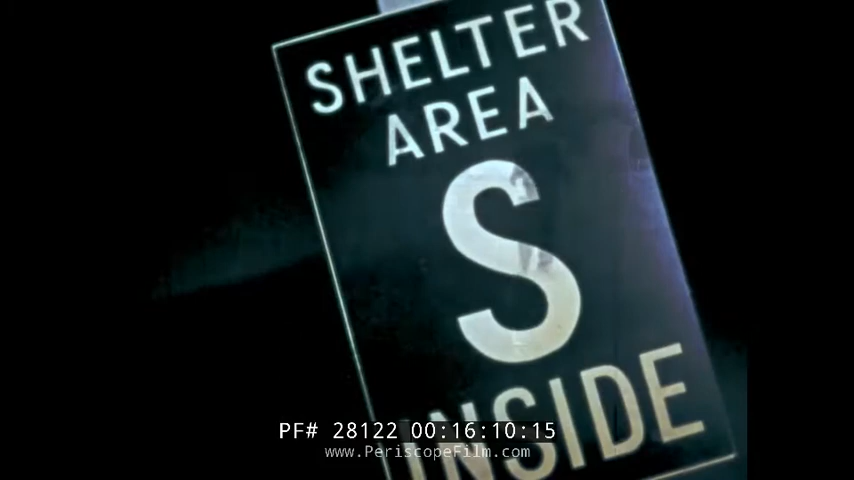 SHELTER
AREA
S
INSIDE
PF# 28122 00:16:10:15
www.PeriscopeFilm.com